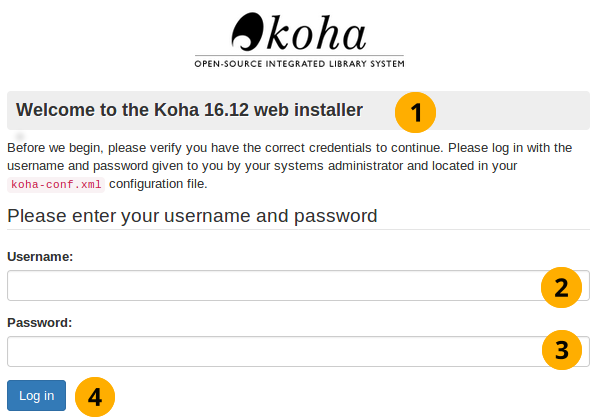 koha
OPEN-SOURCE INTEGRATED LIBRARY SYSTEM
Welcome to the Koha 16.12 web installer 1
Before we begin, please verify you have the correct credentials to continue. Please log in with the
username and password given to you by your systems administrator and located in your
koha-conf.xml configuration file.
Please enter your username and password
Username:
2
Password:
3
Log in 4